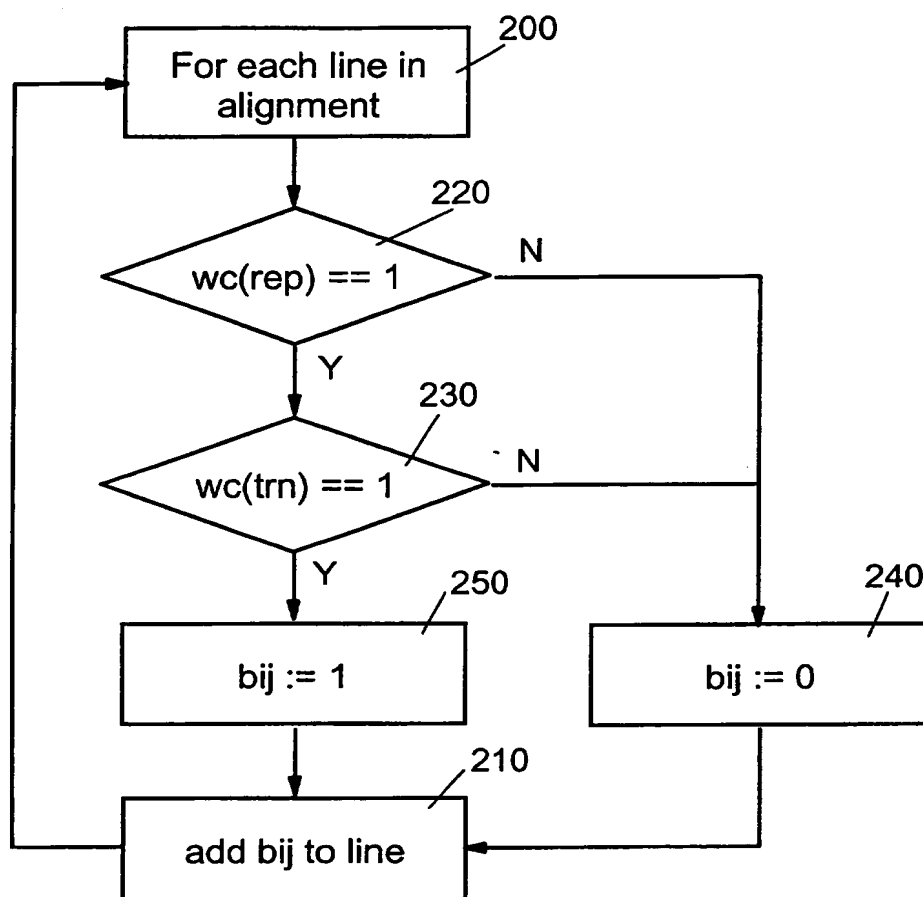 200
For each line in
alignment
220
wc(rep) == 1
N
Y
230
wc(trn) == 1
N
Y
250
bij := 1
240
bij := 0
210
add bij to line